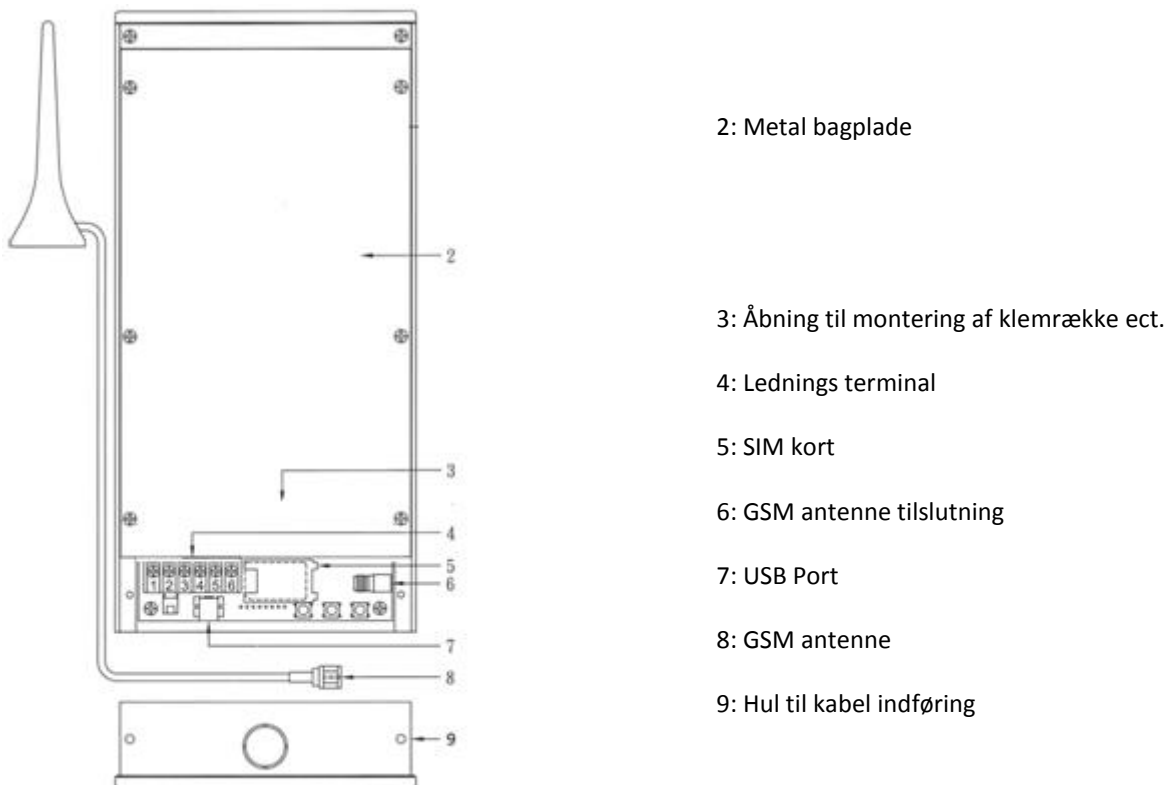 2: Metal bagplade
3: Åbning til montering af klemrække ect.
4: Lednings terminal
5: SIM kort
6: GSM antenne tilslutning
7: USB Port
8: GSM antenne
9: Hul til kabel indføring
2
3
4
5
6
1 2 3 4 5 6
7
8
9